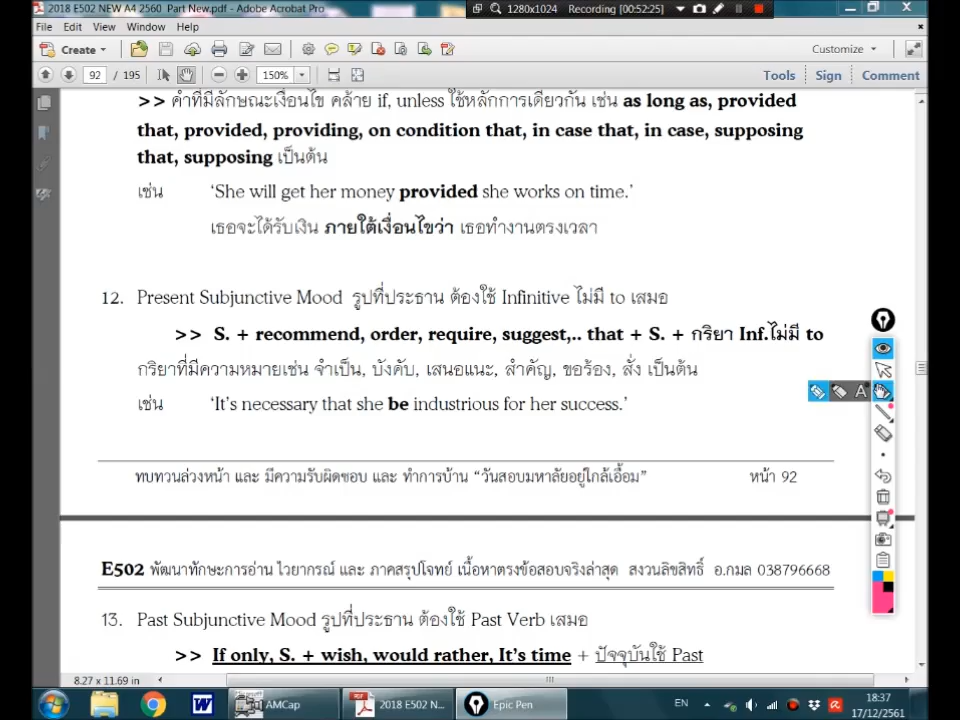 2018 E502 NEW A4 2560 Part New.pdf - Adobe Acrobat Pro
1280x1024 Recording [00:52:25]
File Edit View Window Help
Create Customize
92 / 195 150% Tools Sign Comment
>> คำที่มีลักษณะเงื่อนไข คล้าย if, unless ใช้หลักการเดียวกัน เช่น as long as, provided
that, provided, providing, on condition that, in case that, in case, supposing
that, supposing เป็นต้น
เช่น 'She will get her money provided she works on time.'
เธอจะได้รับเงิน ภายใต้เงื่อนไขว่า เธอทำงานตรงเวลา
12. Present Subjunctive Mood รูปที่ประธาน ต้องใช้ Infinitive ไม่มี to เสมอ
>> S. + recommend, order, require, suggest,.. that + S. + กริยา Inf.ไม่มี to
กริยาที่มีความหมายเช่น จำเป็น, บังคับ, เสนอแนะ, สำคัญ, ขอร้อง, สั่ง เป็นต้น
เช่น 'It's necessary that she be industrious for her success.'
ทบทวนล่วงหน้า และ มีความรับผิดชอบ และ ทำการบ้าน "วันสอบมหาลัยอยู่ใกล้เอื้อม" หน้า 92
E502 พัฒนาทักษะการอ่าน ไวยากรณ์ และ ภาคสรุปโจทย์ เนื้อหาตรงข้อสอบจริงล่าสุด สงวนลิขสิทธิ์ อ.กมล 038796668
13. Past Subjunctive Mood รูปที่ประธาน ต้องใช้ Past Verb เสมอ
>> If only, S. + wish, would rather, It's time + ปัจจุบันใช้ Past
8.27 x 11.69 in
AMCap 2018 E502 N... Epic Pen EN 18:37
17/12/2561